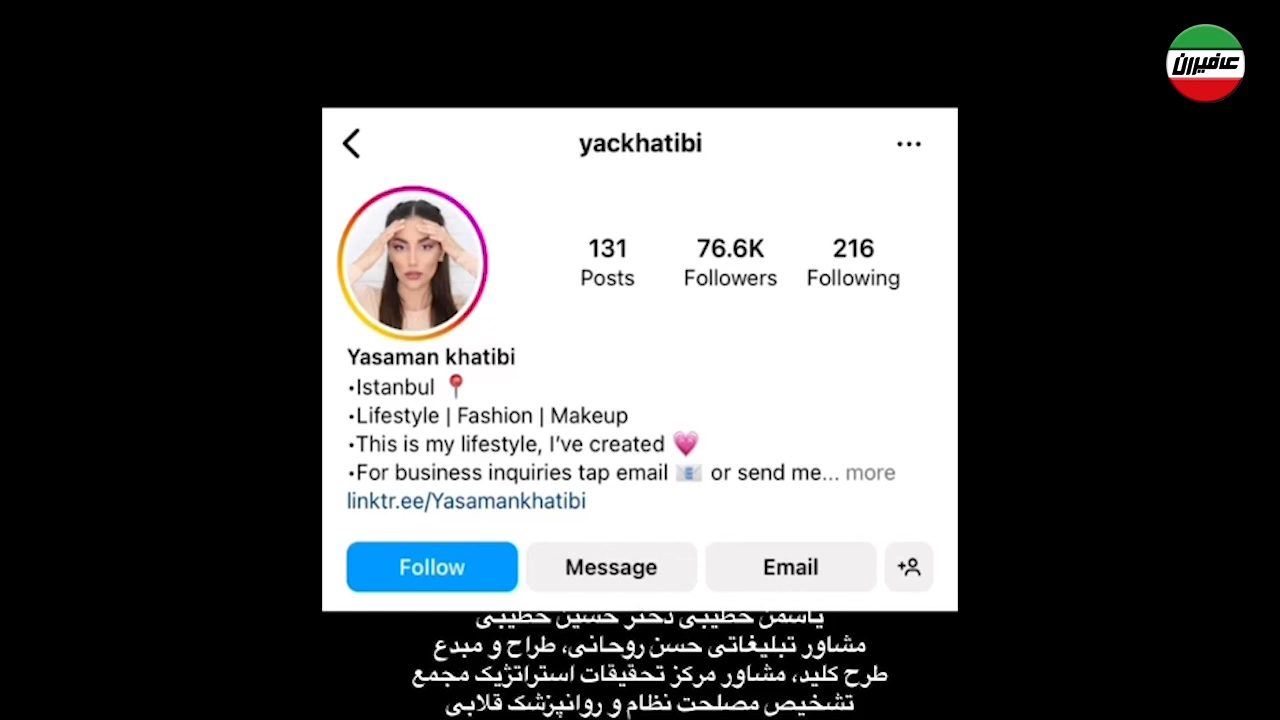 عافیران
yackhatibi
131
76.6K
216
Posts
Followers
Following
Yasaman khatibi
•Istanbul 📍
•Lifestyle | Fashion | Makeup
•This is my lifestyle, I’ve created 💗
•For business inquiries tap email 📧 or send me... more
linktr.ee/Yasamankhatibi
Follow
Message
Email
یاسمن خطیبی دختر حسین خطیبی
مشاور تبلیغاتی حسن روحانی، طراح و مبدع
طرح کلید، مشاور مرکز تحقیقات استراتژیک مجمع
تشخیص مصلحت نظام و روانپزشک قلابی